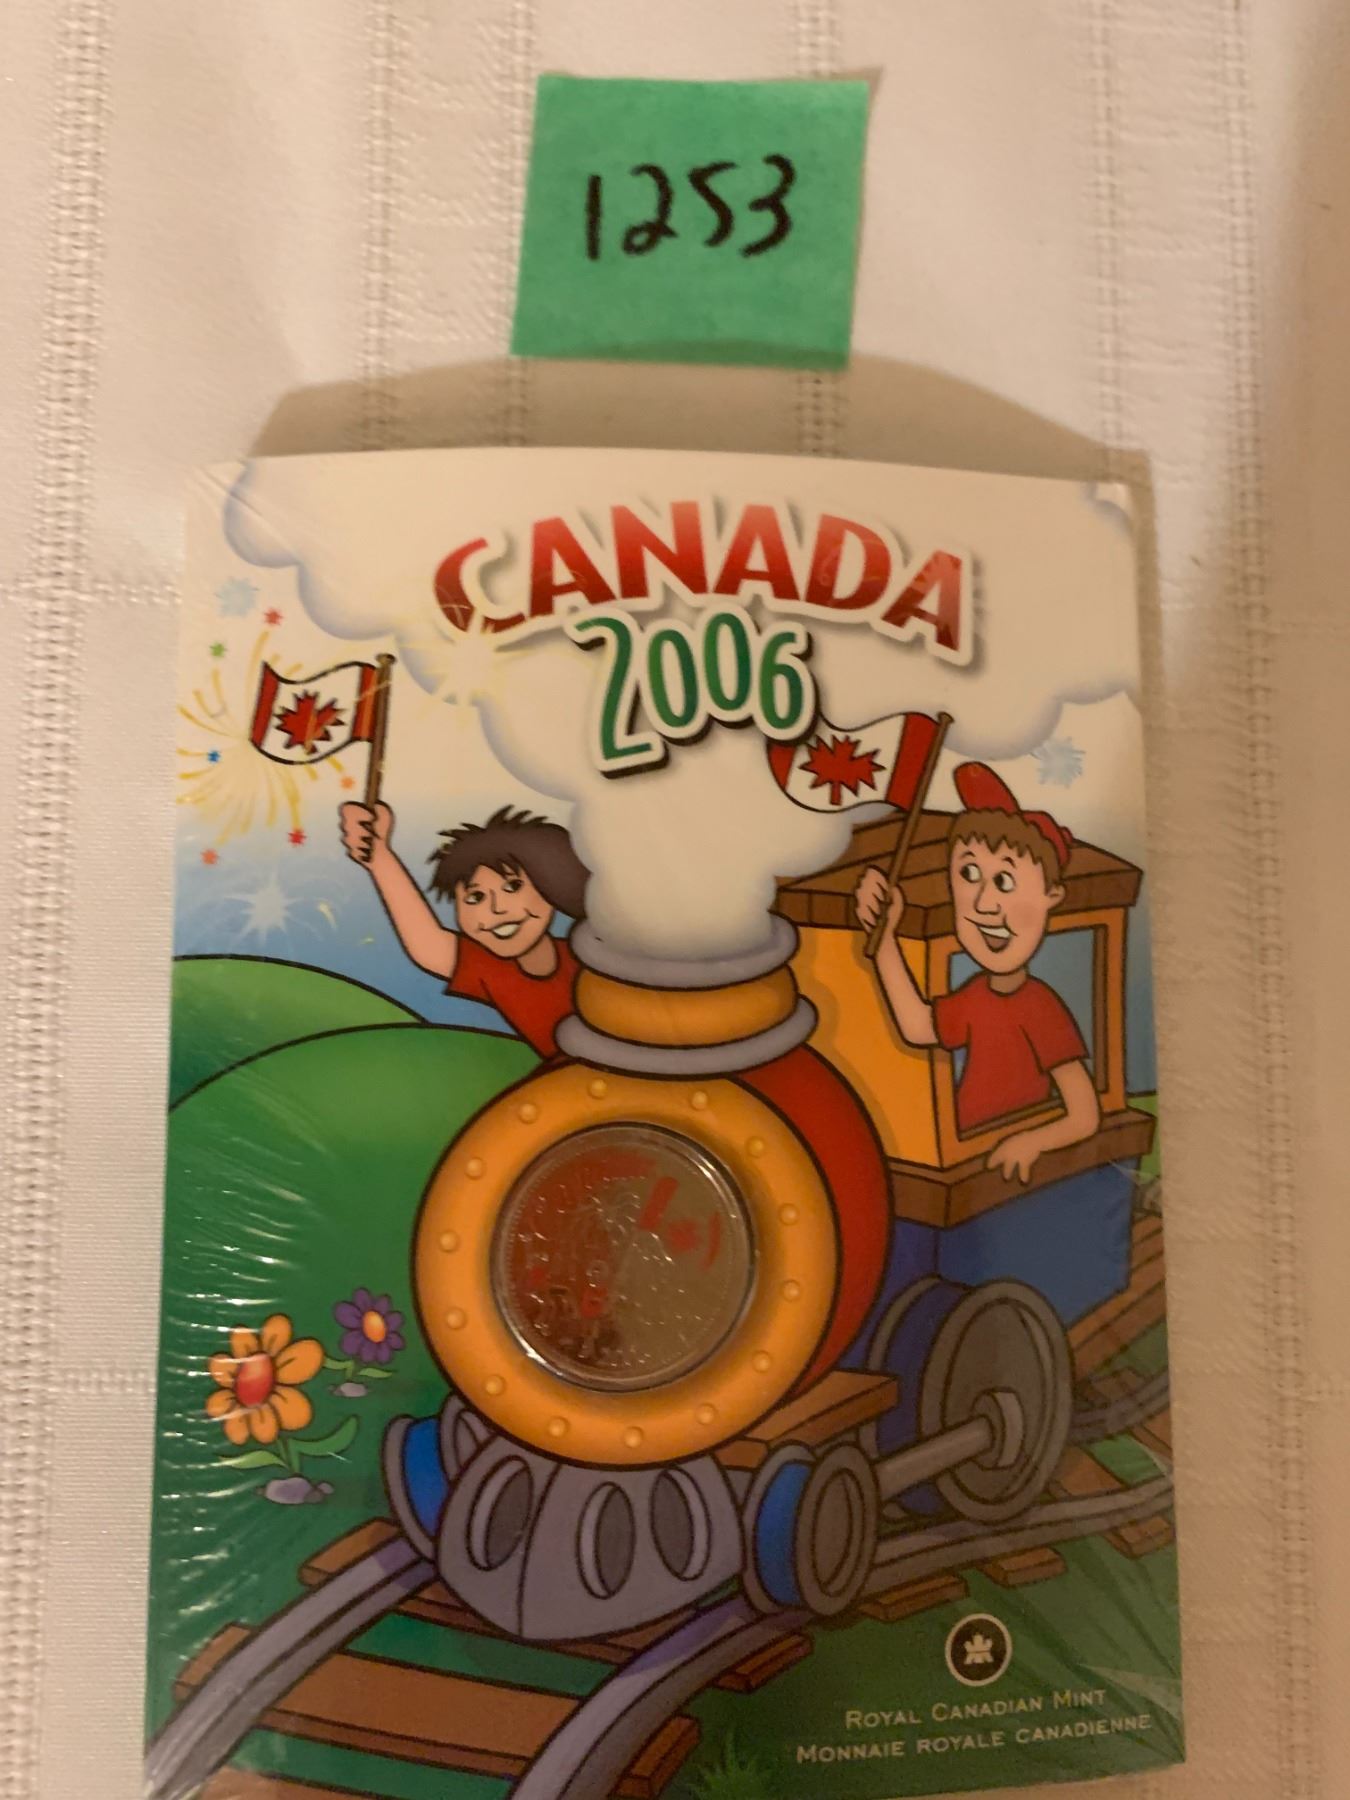 1253
CANADA
2006
ROYAL CANADIAN MINT
MONNAIE ROYALE CANADIENNE